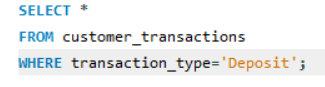 SELECT *
FROM customer_transactions
WHERE transaction_type='Deposit';